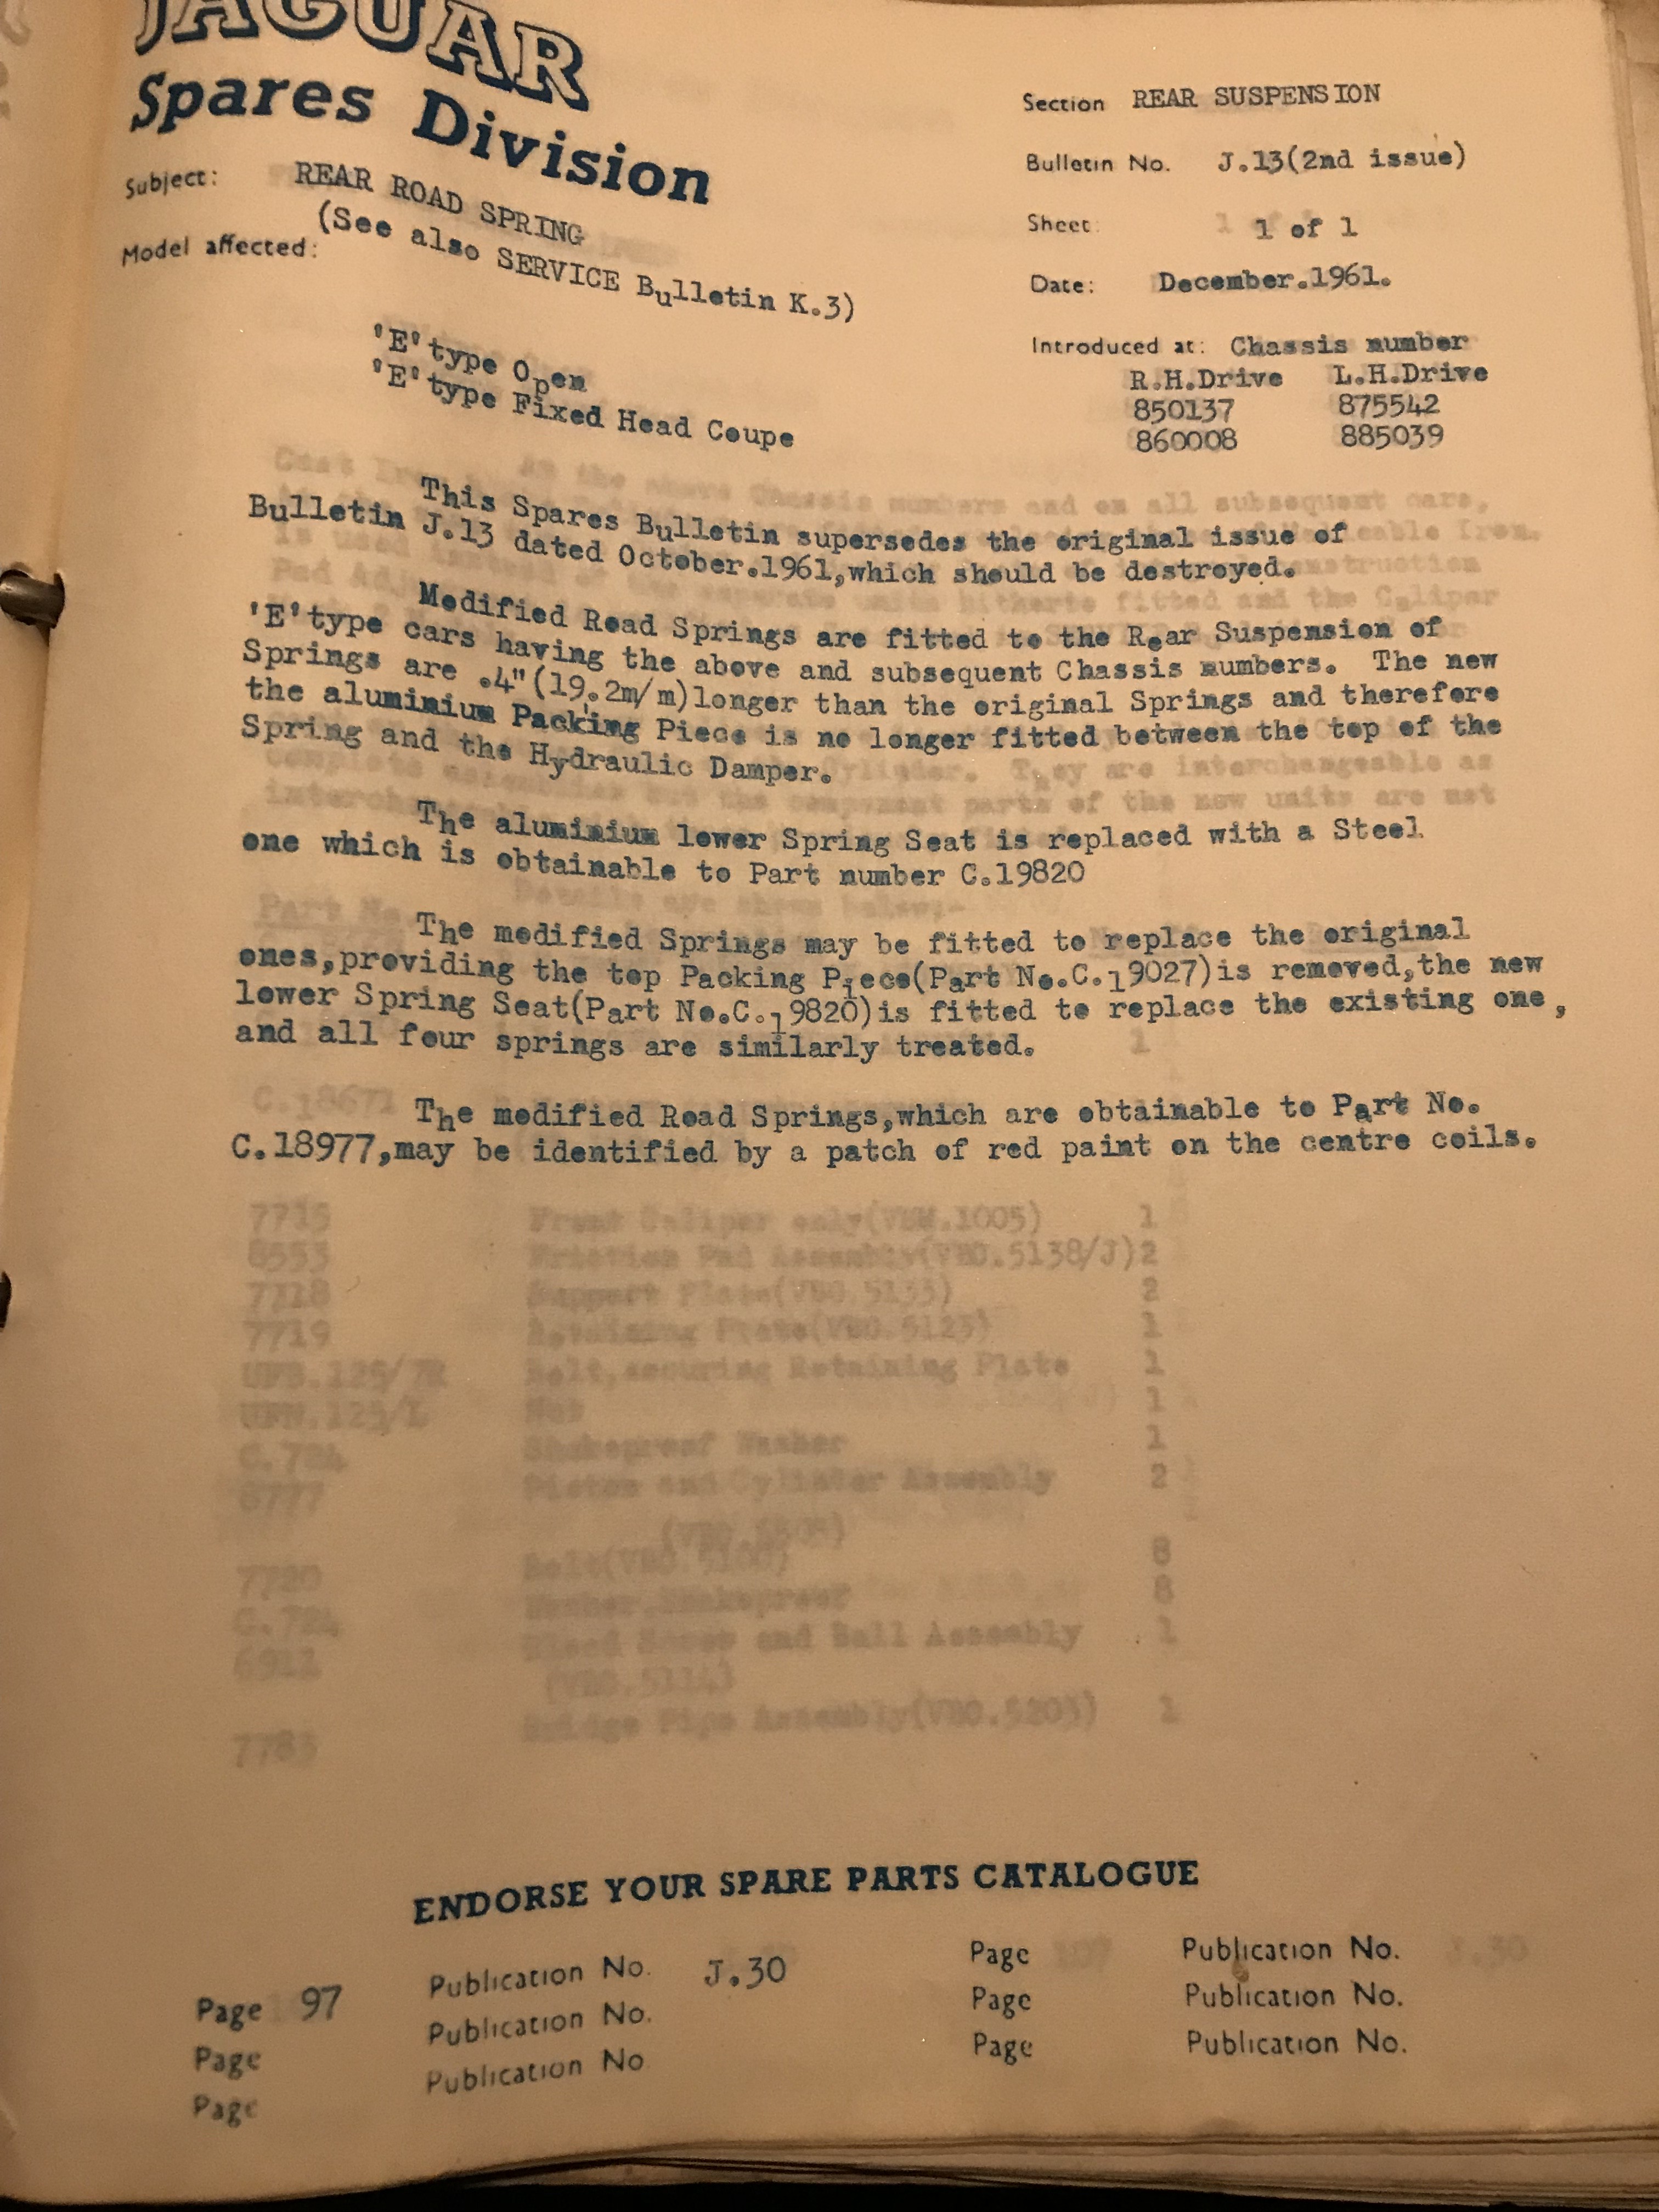 JAGUAR
Spares Division
Section REAR SUSPENSION
Bulletin No. J.13(2nd issue)
Sheet 1 of 1
Date: December.1961.
Introduced at: Chassis number
R.H.Drive L.H.Drive
850137 875542
860008 885039
Subject: REAR ROAD SPRING
(See also SERVICE Bulletin K.3)
Model affected:
'E'type Open
'E'type Fixed Head Coupe
This Spares Bulletin supersedes the original issue of
Bulletin J.13 dated October.1961,which should be destroyed.
Modified Road Springs are fitted to the Rear Suspension of
'E'type cars having the above and subsequent Chassis numbers. The new
Springs are .4"(19.2m/m)longer than the original Springs and therefore
the aluminium Packing Piece is no longer fitted between the top of the
Spring and the Hydraulic Damper.
The aluminium lower Spring Seat is replaced with a Steel
one which is obtainable to Part number C.19820
The modified Springs may be fitted to replace the original
ones,providing the top Packing Piece(Part No.C.19027)is removed,the new
lower Spring Seat(Part No.C.19820)is fitted to replace the existing one,
and all four springs are similarly treated.
The modified Road Springs,which are obtainable to Part No.
C.18977,may be identified by a patch of red paint on the centre coils.
ENDORSE YOUR SPARE PARTS CATALOGUE
Page 97 Publication No. J.30 Page Publication No.
Page Publication No. Page Publication No.
Page Publication No Page Publication No.